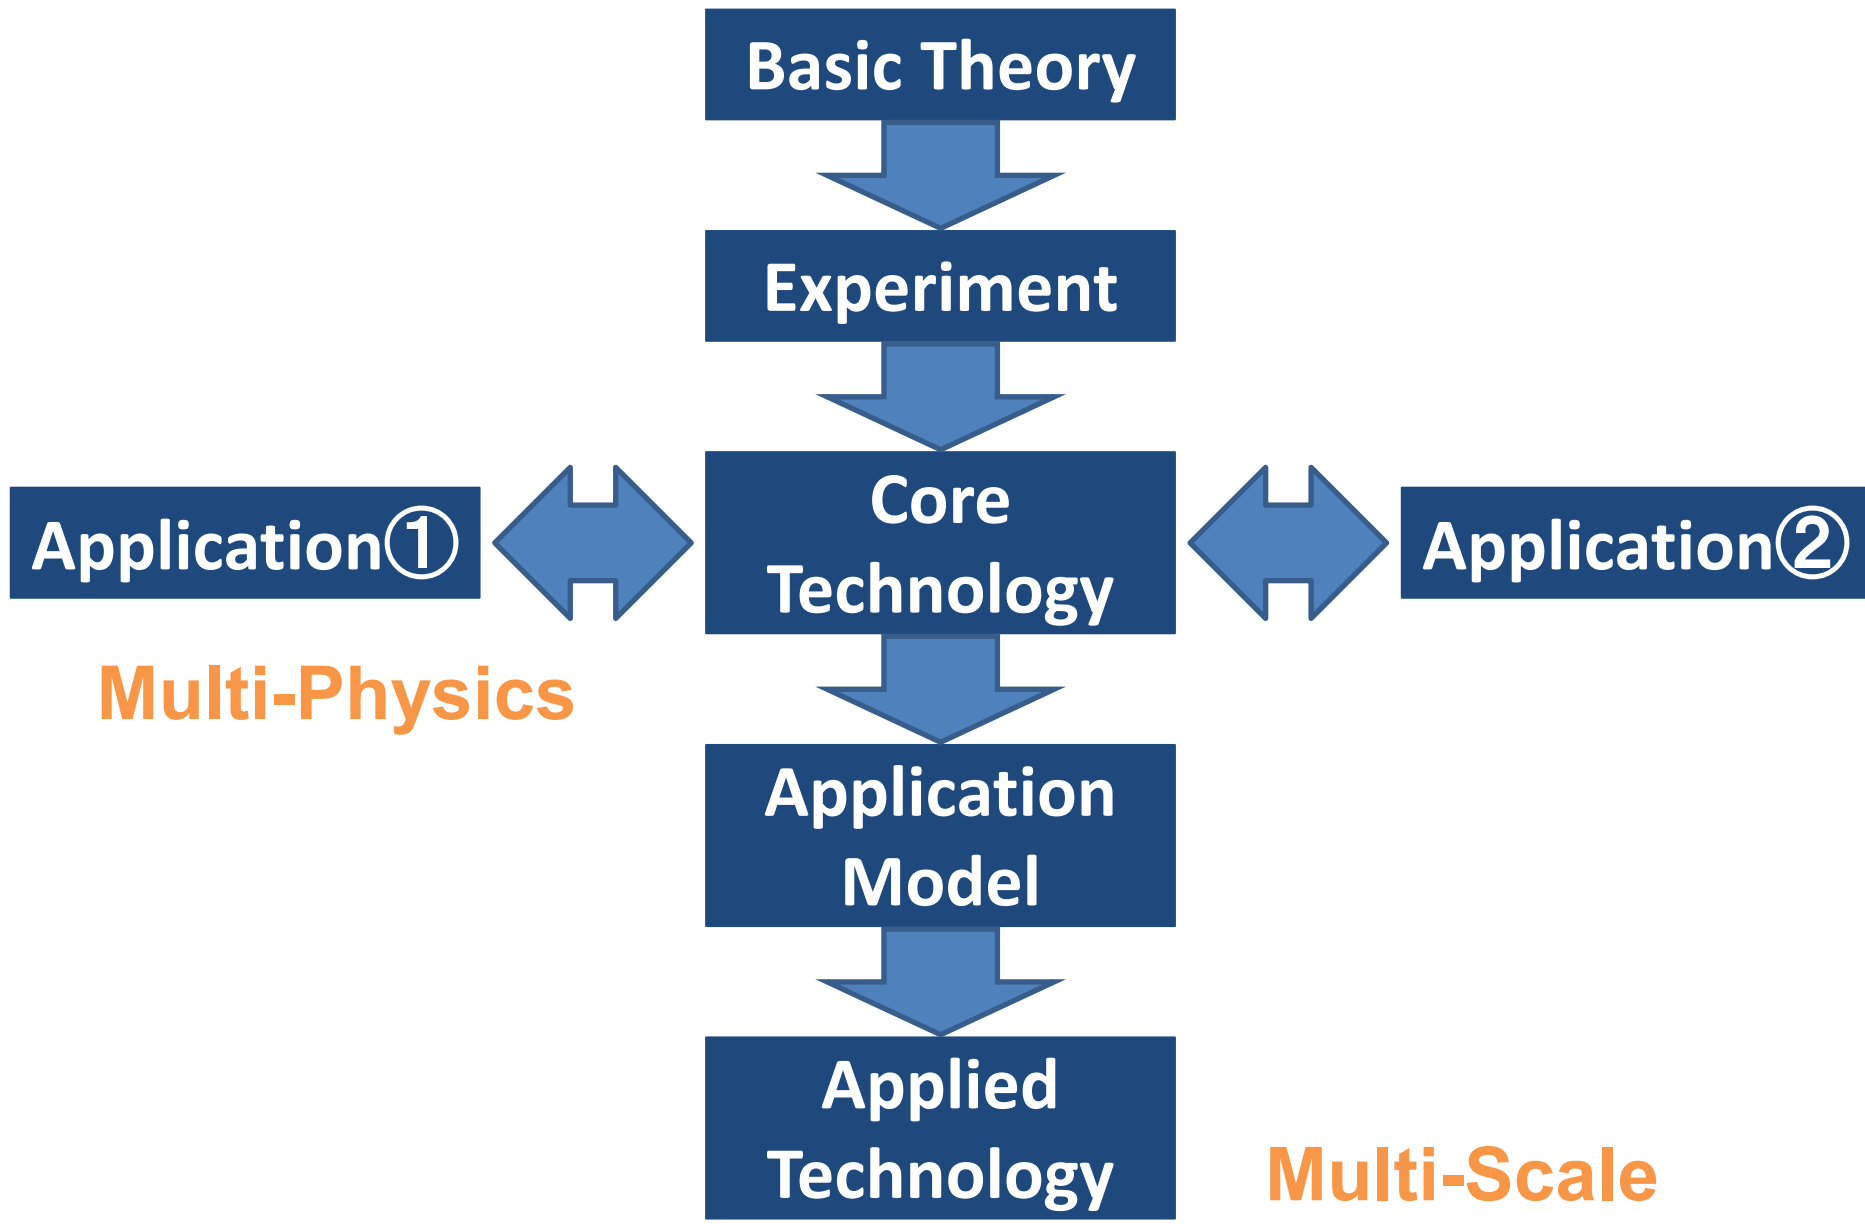 Basic Theory
Experiment
Core
Technology
Application①
Application②
Multi-Physics
Application
Model
Applied
Technology
Multi-Scale